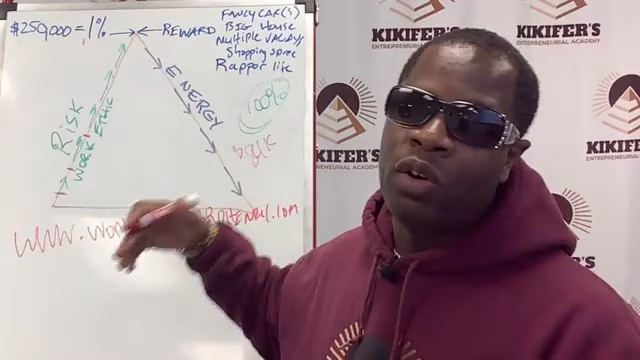 $250,000 = 1%
REWARD
FANCY CAR(S)
BIG HOUSE
Multiple Vacays
Shopping spree
Rapper life
Risk
WORK ETHIC
ENERGY
100%
KIKIFER'S
ENTREPRENEURIAL ACADEMY
KIKIFER'S
ENTREPRENEURIAL ACADEMY
KIKIFER'S
ENTREPRENEURIAL ACADEMY